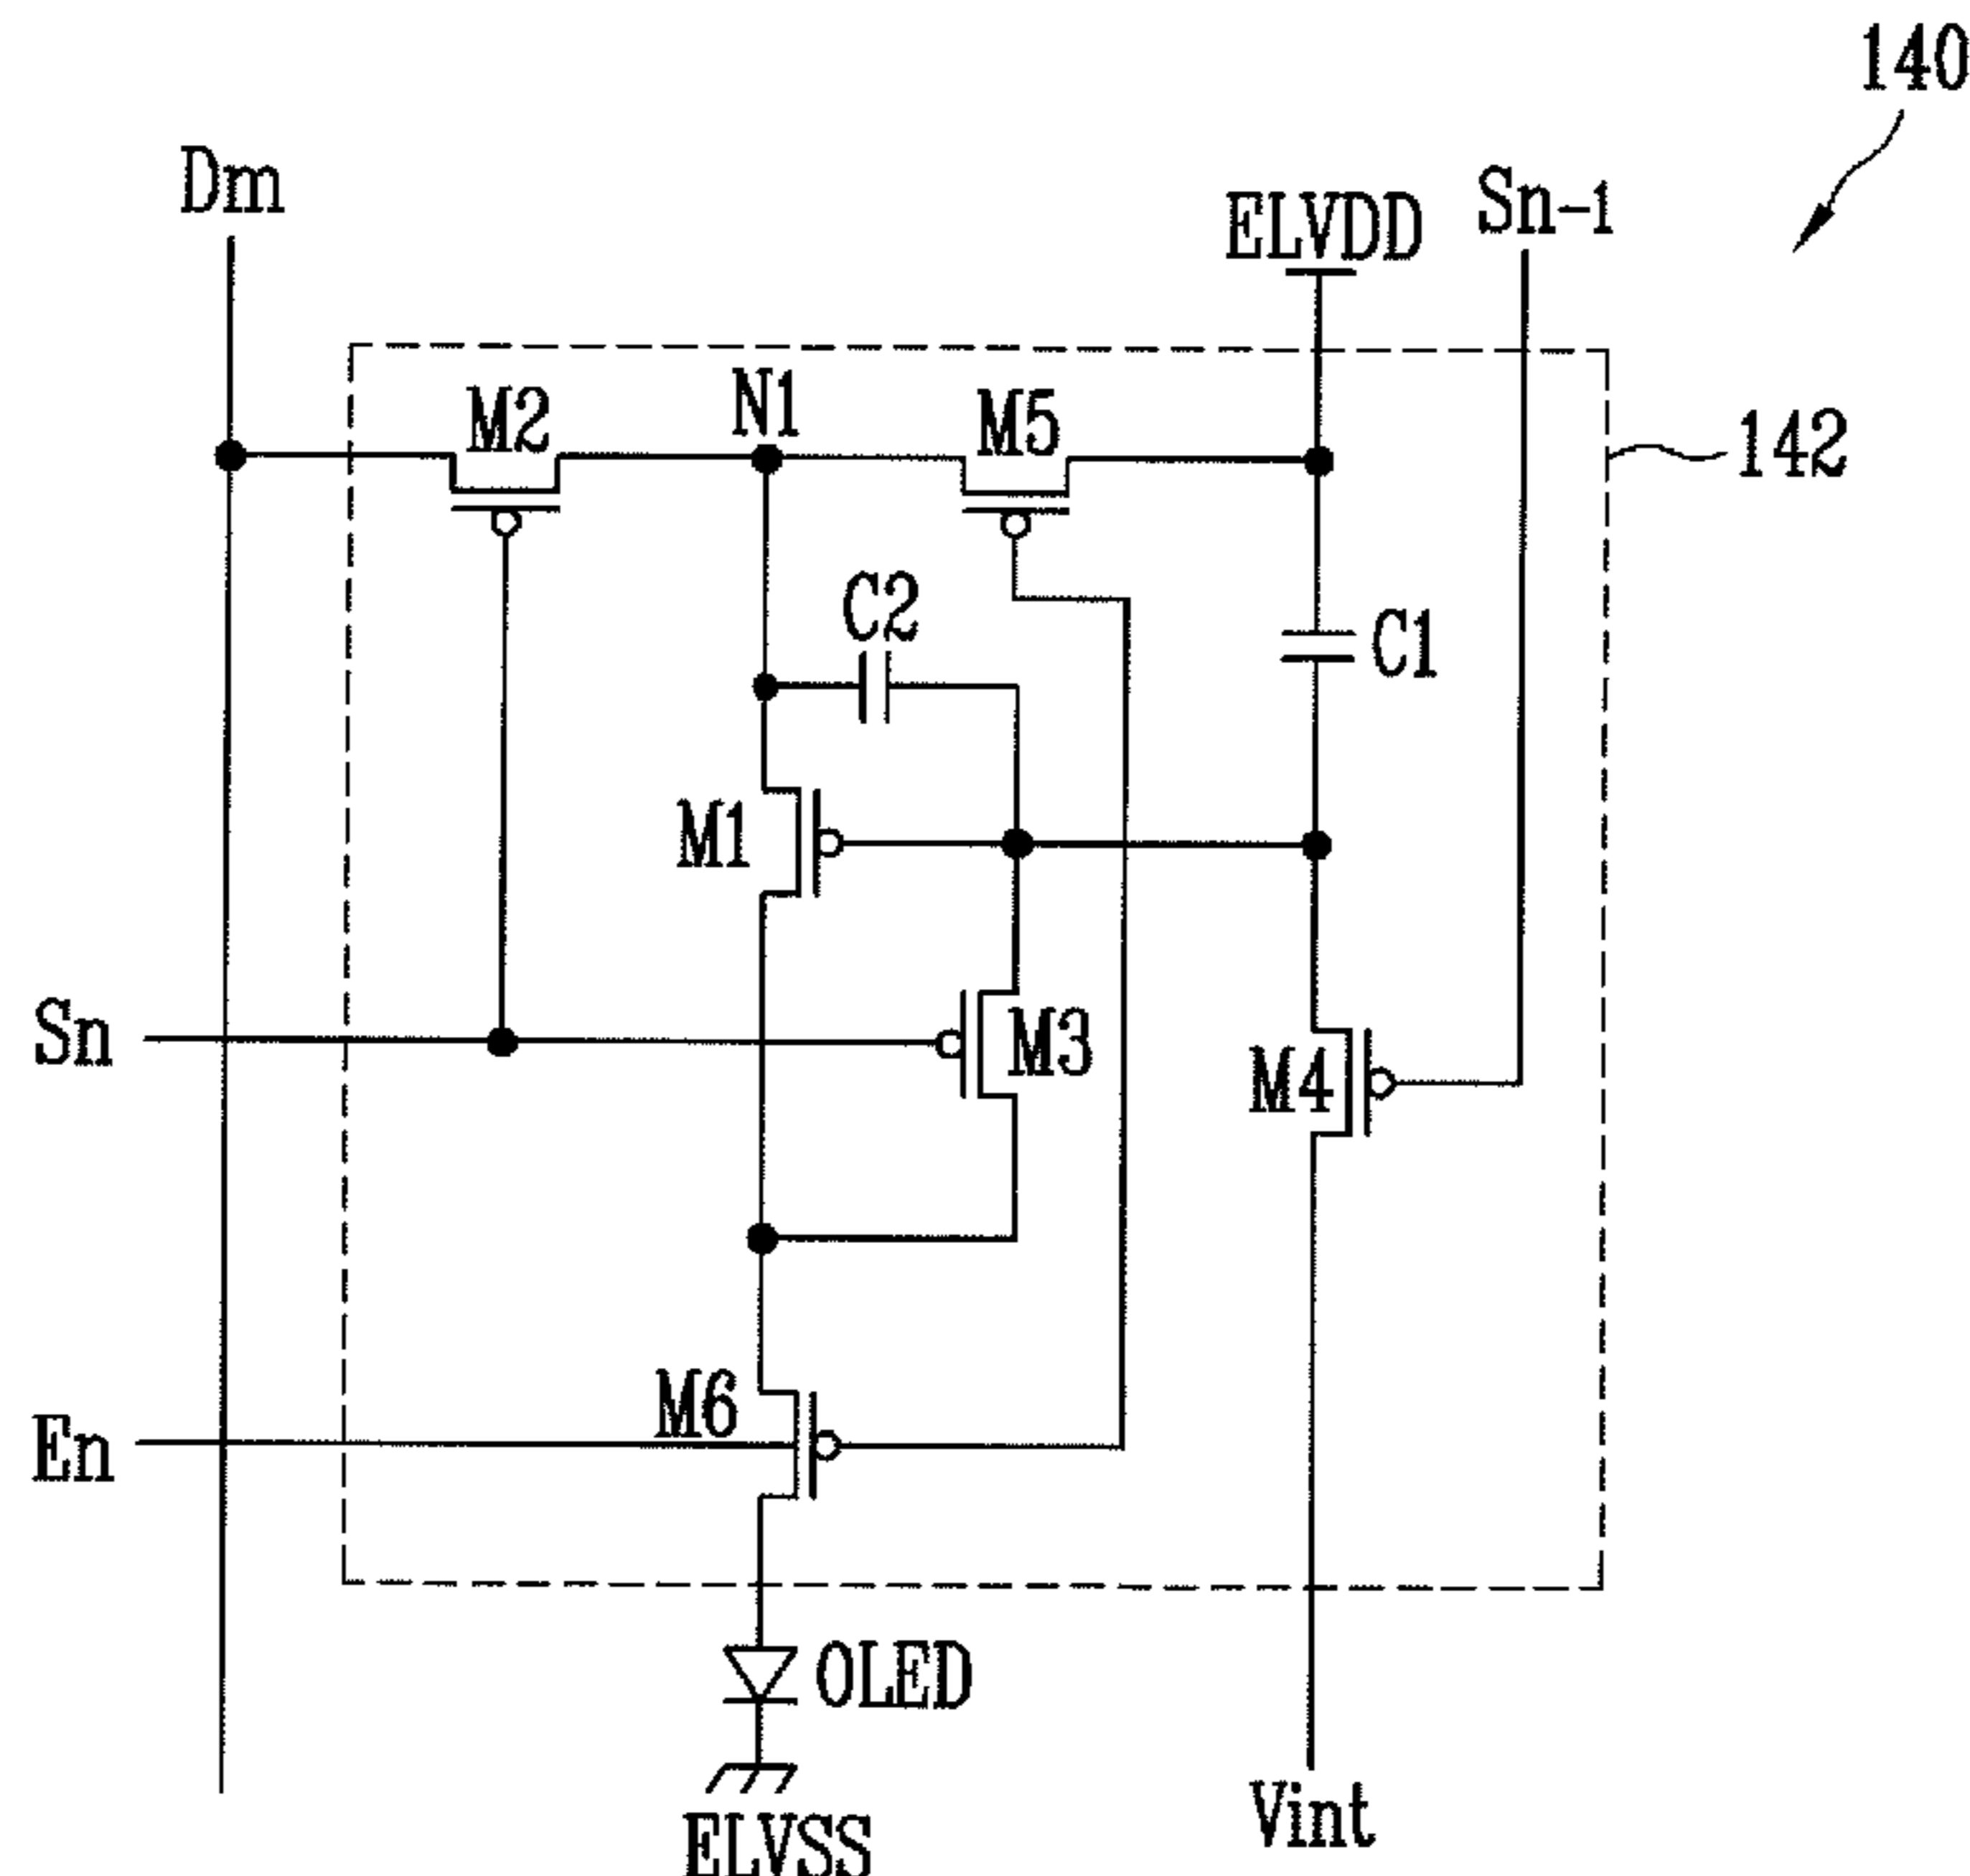 140
Dm
ELVDD
Sn-1
M2
N1
M5
142
C2
C1
M1
Sn
M3
M4
M6
En
OLED
Vint
ELVSS